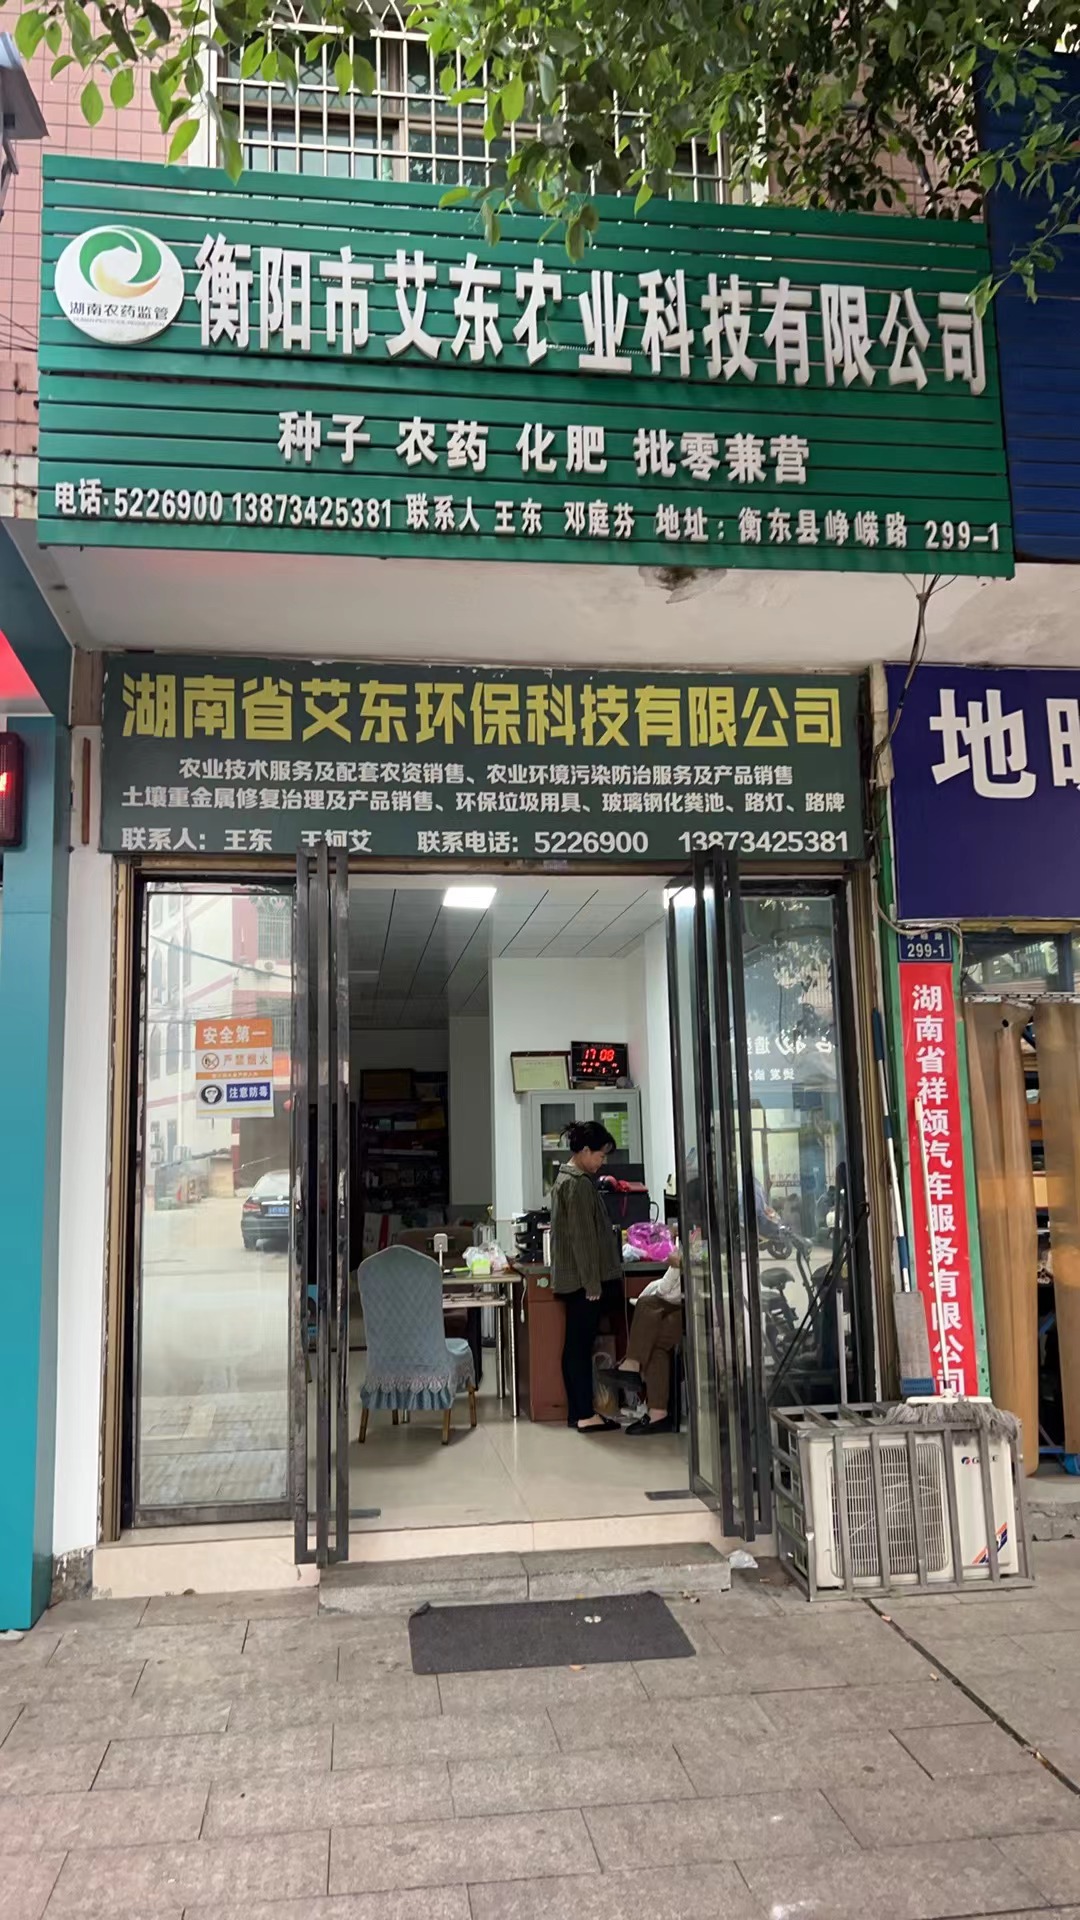 衡阳市艾东农业科技有限公司
湖南农药监管
种子 农药 化肥 批零兼营
电话:5226900 13873425381 联系人 王东 邓庭芬 地址：衡东县峥嵘路 299-1
湖南省艾东环保科技有限公司
农业技术服务及配套农资销售、农业环境污染防治服务及产品销售
土壤重金属修复治理及产品销售、环保垃圾用具、玻璃钢化粪池、路灯、路牌
联系人：王东 王柯艾 联系电话：5226900 13873425381
地
299-1
湖南省祥颂汽车服务有限公司
安全第一
严禁烟火
注意防毒
17:08